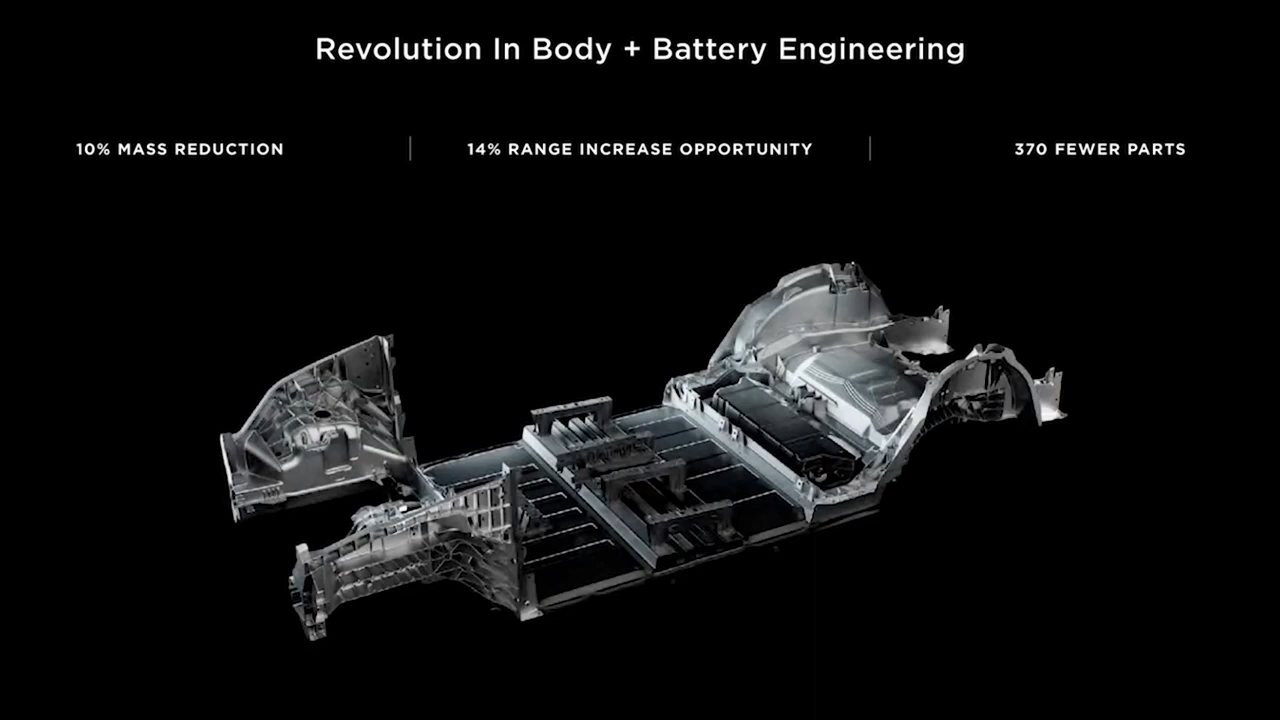 Revolution In Body + Battery Engineering
10% MASS REDUCTION
14% RANGE INCREASE OPPORTUNITY
370 FEWER PARTS